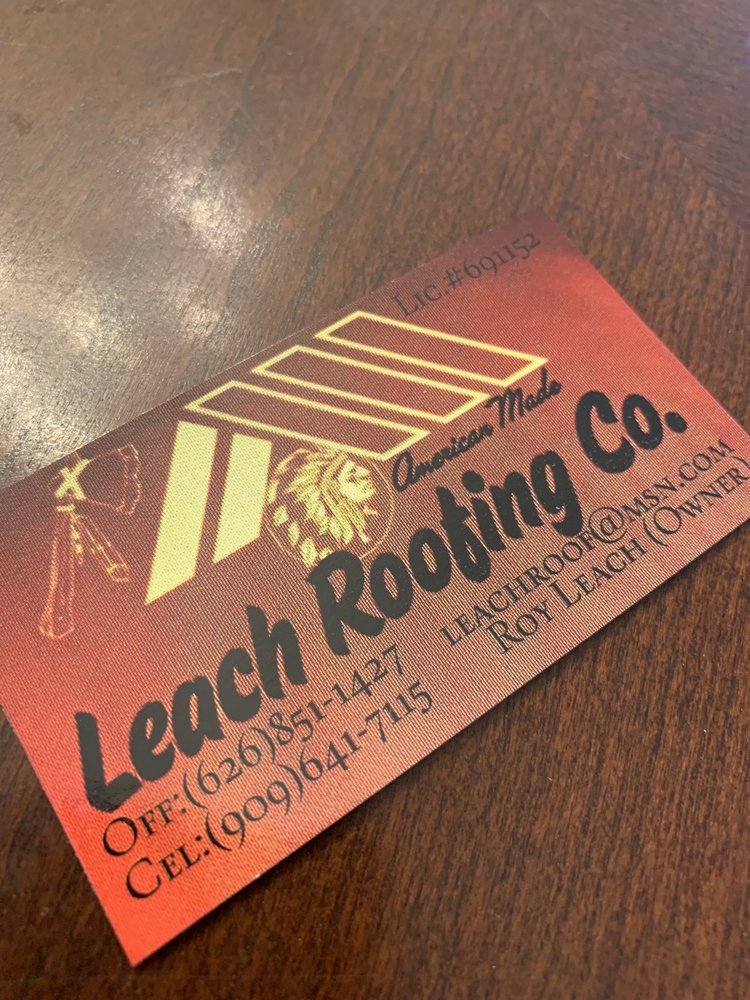 Lic.#691152
American Made
Leach Roofing Co.
Off:(626)851-1427
Cel:(909)641-7115
leachroof@msn.com
Roy Leach (Owner